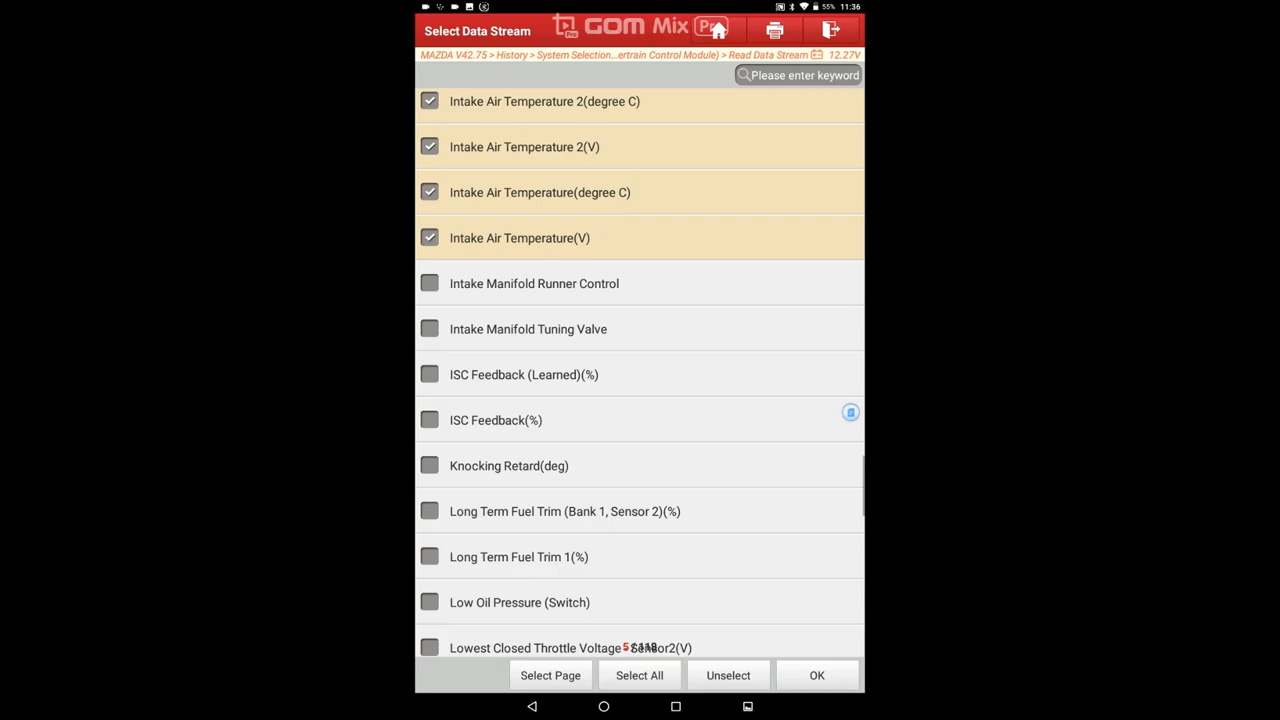 55% 11:36
Select Data Stream
GOM Mix Pro
MAZDA V42.75 > History > System Selection...ertrain Control Module) > Read Data Stream 12.27V
Please enter keyword
Intake Air Temperature 2(degree C)
Intake Air Temperature 2(V)
Intake Air Temperature(degree C)
Intake Air Temperature(V)
Intake Manifold Runner Control
Intake Manifold Tuning Valve
ISC Feedback (Learned)(%)
ISC Feedback(%)
Knocking Retard(deg)
Long Term Fuel Trim (Bank 1, Sensor 2)(%)
Long Term Fuel Trim 1(%)
Low Oil Pressure (Switch)
Lowest Closed Throttle Voltage - Sensor2(V)
Select Page Select All Unselect OK